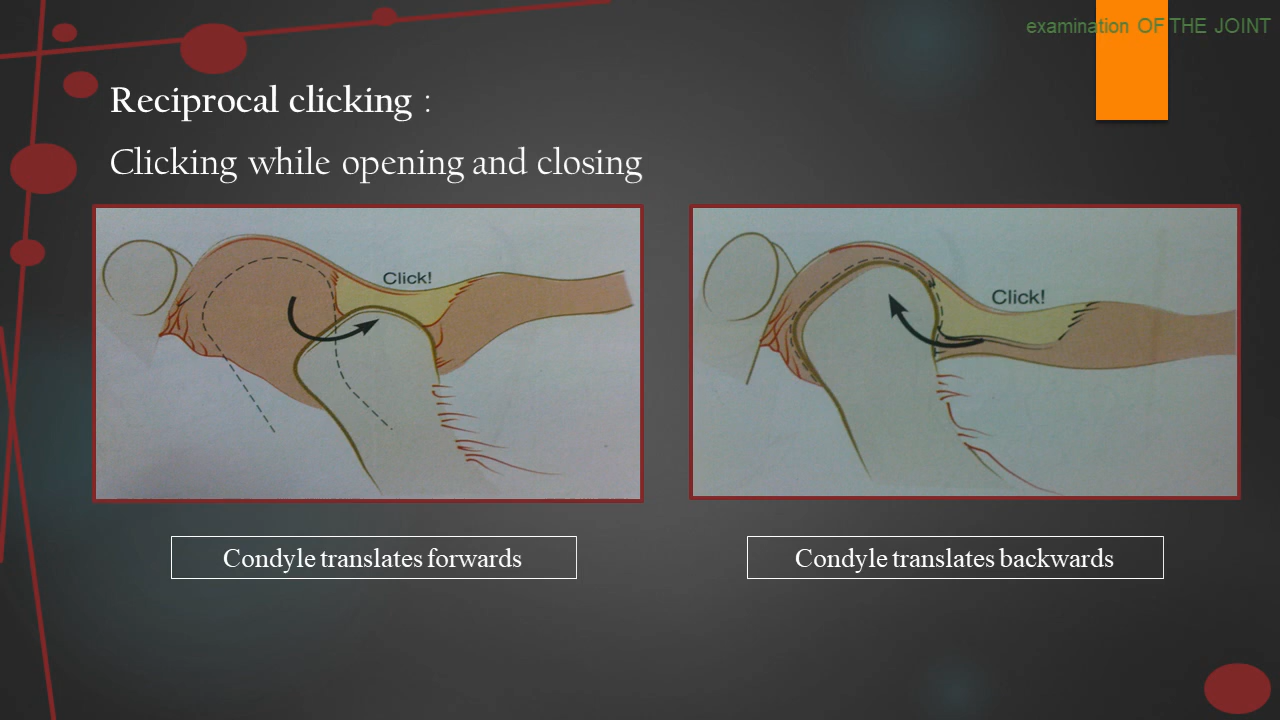 examination OF THE JOINT
Reciprocal clicking :
Clicking while opening and closing
Click!
Click!
Condyle translates forwards
Condyle translates backwards